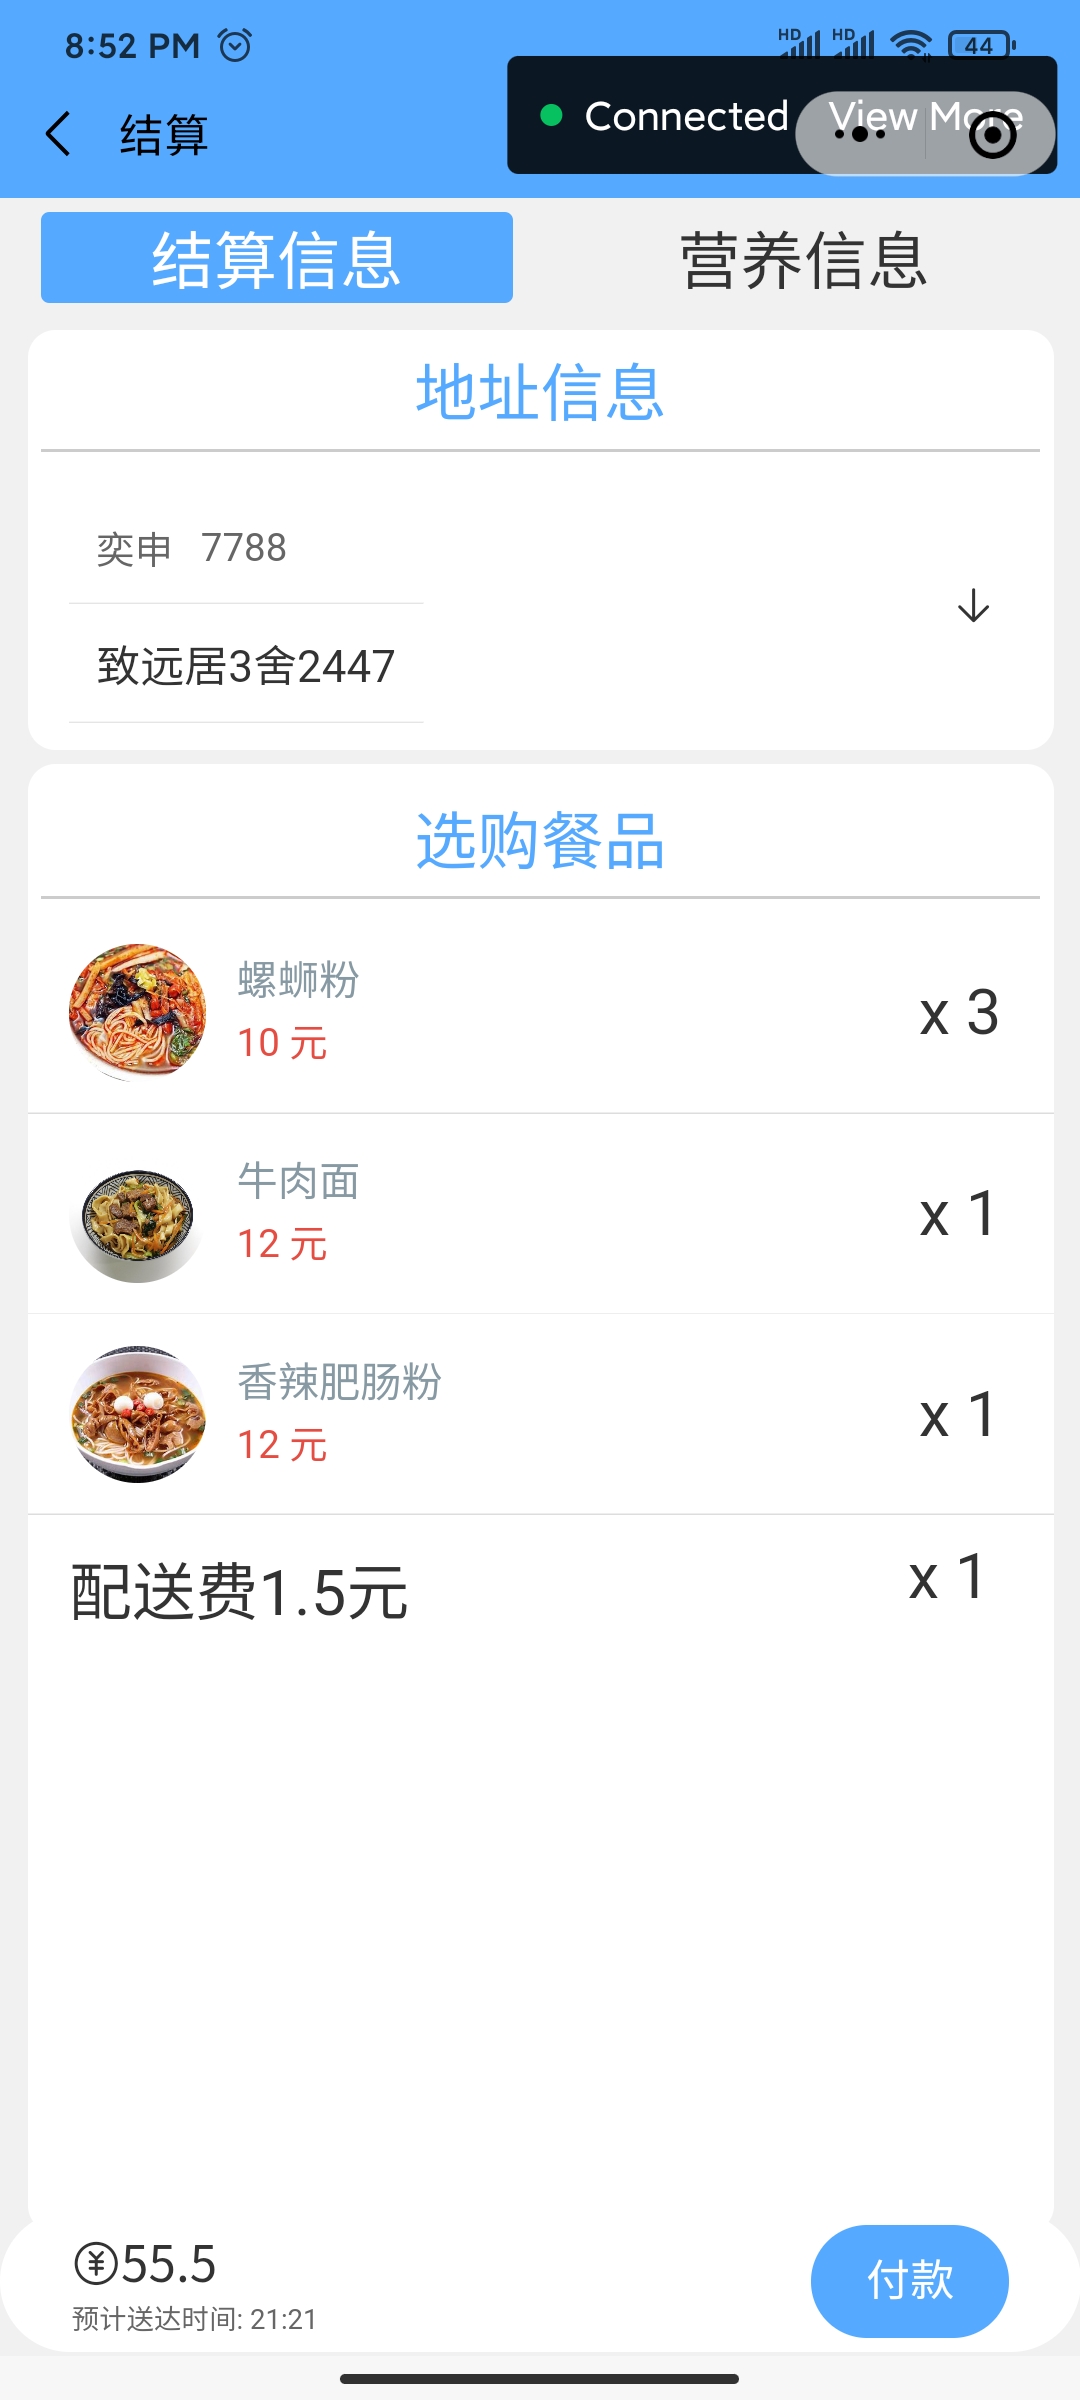 8:52 PM
HD HD 44
Connected View More
结算
结算信息 营养信息
地址信息
奕申 7788
致远居3舍2447
选购餐品
螺蛳粉
10 元
x 3
牛肉面
12 元
x 1
香辣肥肠粉
12 元
x 1
配送费1.5元
x 1
¥55.5
预计送达时间: 21:21
付款